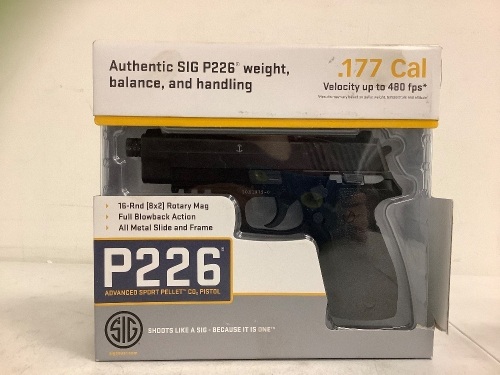 Authentic SIG P226® weight,
balance, and handling
.177 Cal
Velocity up to 480 fps*
• 16-Rnd [8x2] Rotary Mag
• Full Blowback Action
• All Metal Slide and Frame
P226®
ADVANCED SPORT PELLET™ CO₂ PISTOL
SIG
SHOOTS LIKE A SIG - BECAUSE IT IS ONE™